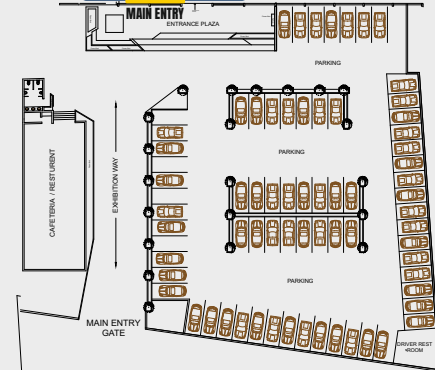 MAIN ENTRY
ENTRANCE PLAZA
PARKING
CAFETERIA / RESTURENT
EXHIBITION WAY
PARKING
PARKING
MAIN ENTRY
GATE
DRIVER REST
ROOM